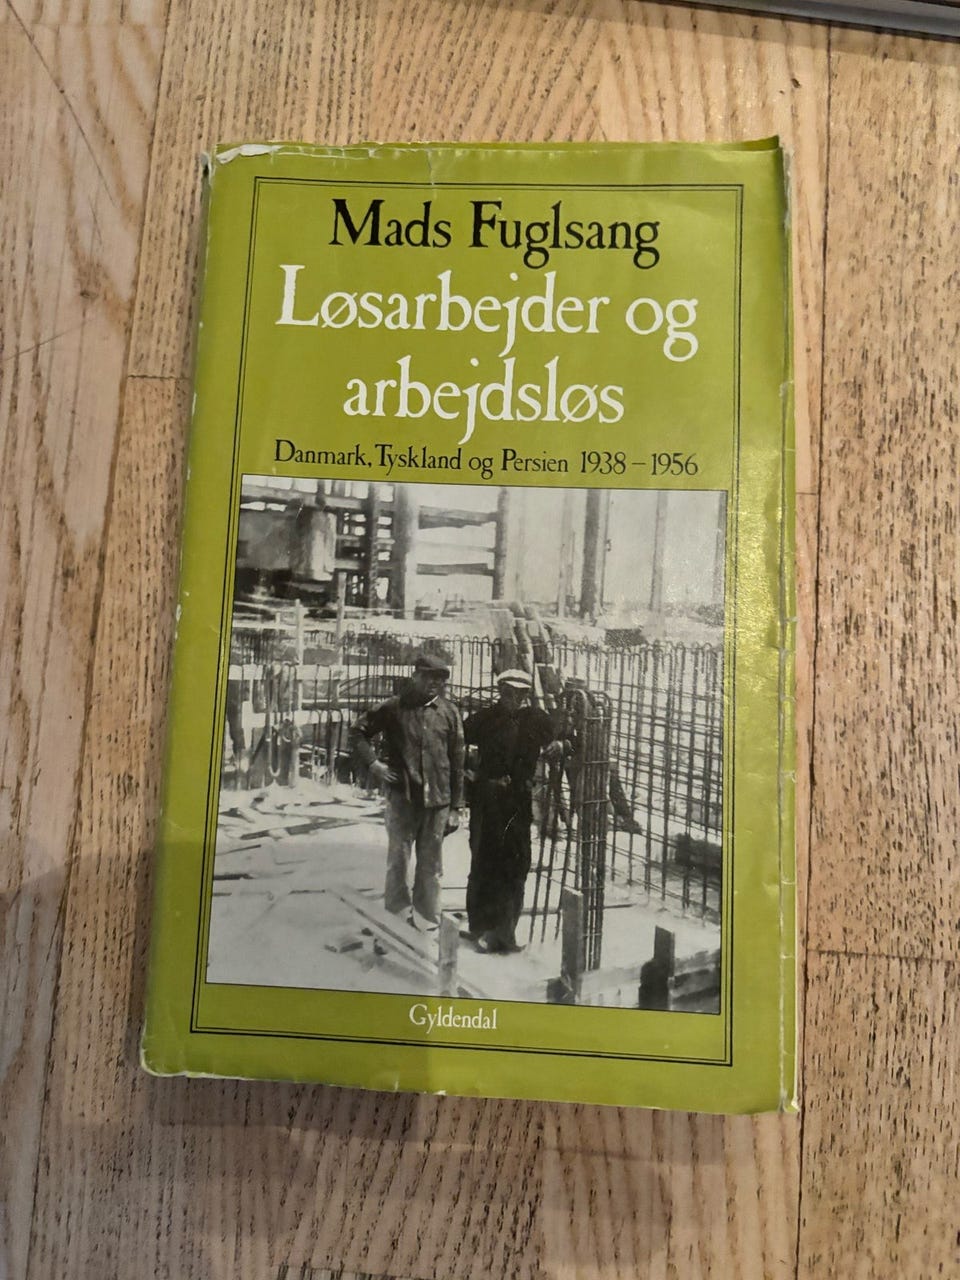 Mads Fuglsang
Løsarbejder og
arbejdsløs
Danmark, Tyskland og Persien 1938 – 1956
Gyldendal